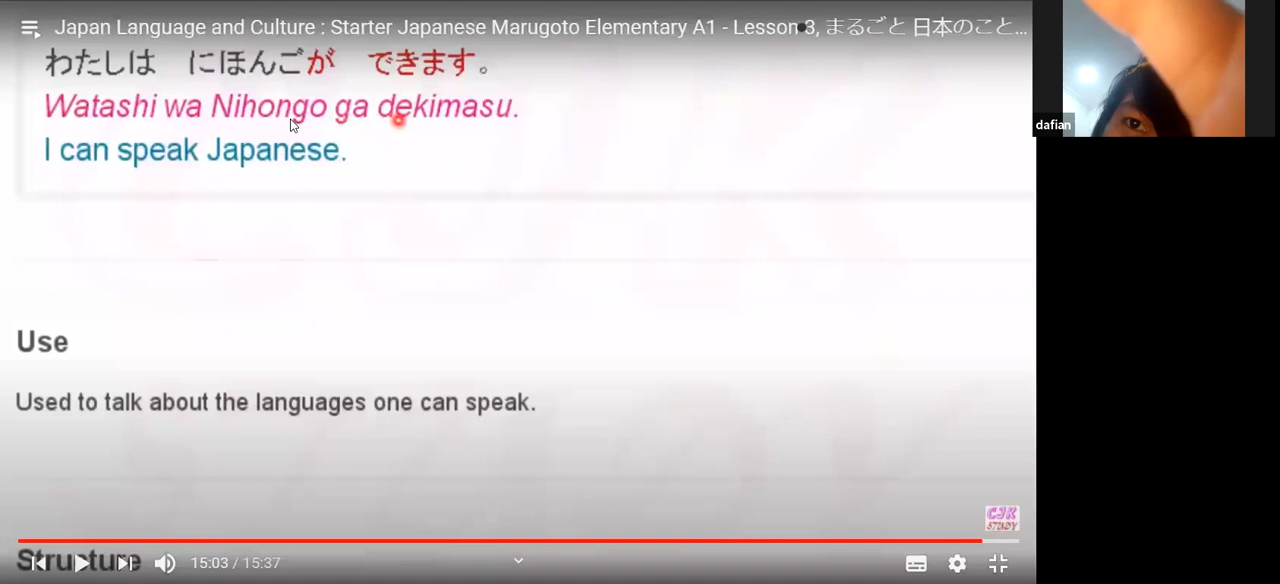 Japan Language and Culture : Starter Japanese Marugoto Elementary A1 - Lesson 3, まるごと 日本のこと…
わたしは にほんごが できます。
Watashi wa Nihongo ga dekimasu.
I can speak Japanese.
Use
Used to talk about the languages one can speak.
Structure
CJK
STUDY
15:03 / 15:37
dafian